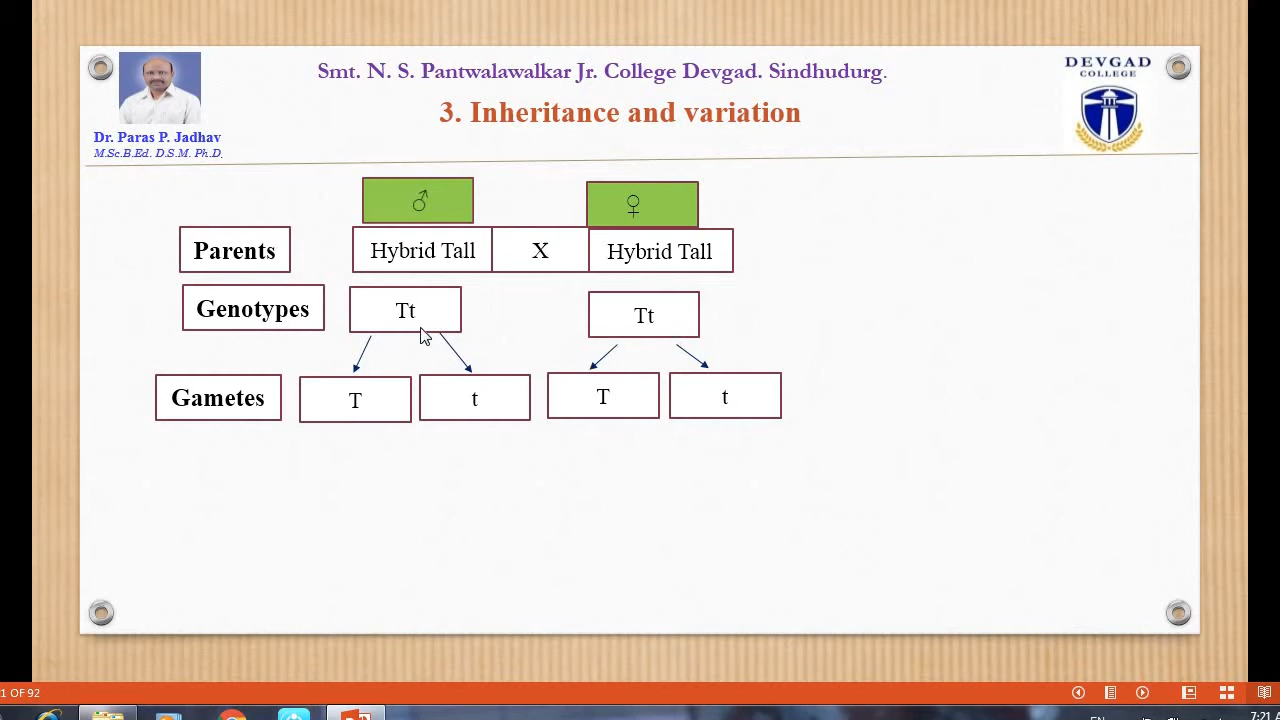 Smt. N. S. Pantwalawalkar Jr. College Devgad. Sindhudurg.
DEVGAD
COLLEGE
3. Inheritance and variation
Dr. Paras P. Jadhav
M.Sc.B.Ed. D.S.M. Ph.D.
♂ ♀
Parents Hybrid Tall X Hybrid Tall
Genotypes Tt Tt
Gametes T t T t
1 OF 92
EN